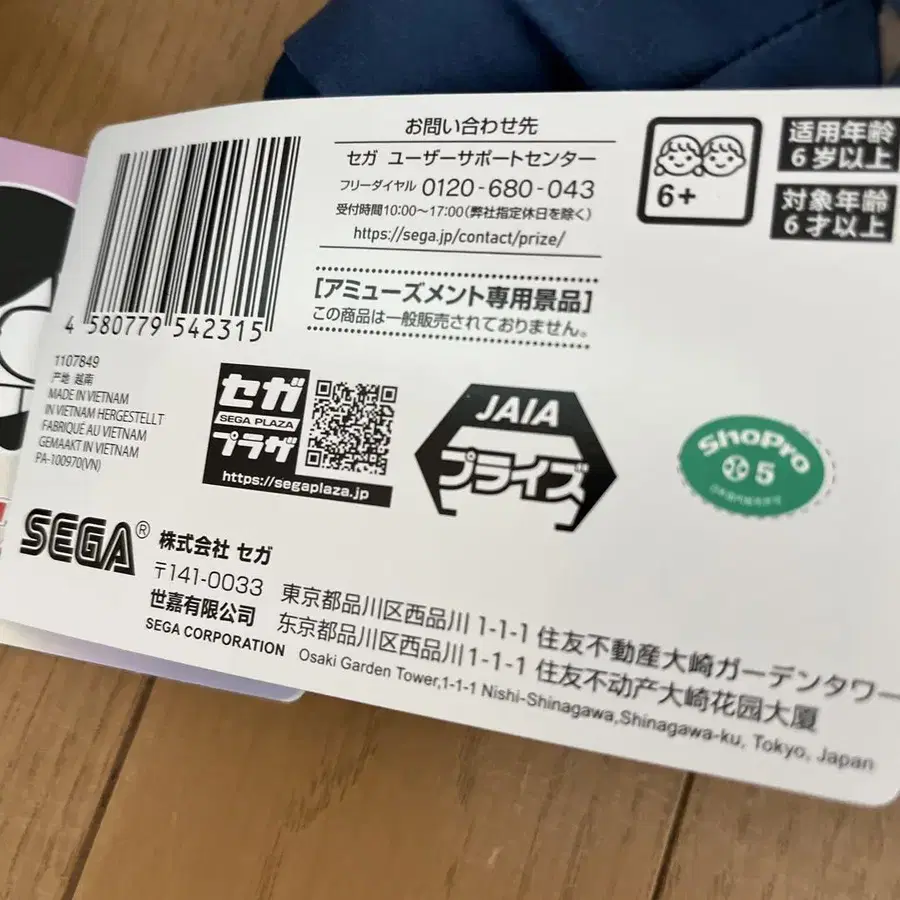 お問い合わせ先
セガ ユーザーサポートセンター
フリーダイヤル 0120-680-043
受付時間10:00〜17:00(弊社指定休日を除く)
https://sega.jp/contact/prize/
[アミューズメント専用景品]
この商品は一般販売されておりません。
6+
适用年龄
6岁以上
対象年齢
6才以上
4 580779 542315
1107849
产地 越南
MADE IN VIETNAM
IN VIETNAM HERGESTELLT
FABRIQUÉ AU VIETNAM
GEMAAKT IN VIETNAM
PA-100970(VN)
セガ
SEGA PLAZA
プラザ
https://segaplaza.jp
JAIA
プライズ
ShoPro
5
日本国内販売許可
SEGA®
株式会社 セガ
〒141-0033
東京都品川区西品川 1-1-1 住友不動産大崎ガーデンタワー
世嘉有限公司
东京都品川区西品川 1-1-1 住友不动产大崎花园大厦
SEGA CORPORATION
Osaki Garden Tower,1-1-1 Nishi-Shinagawa,Shinagawa-ku, Tokyo, Japan